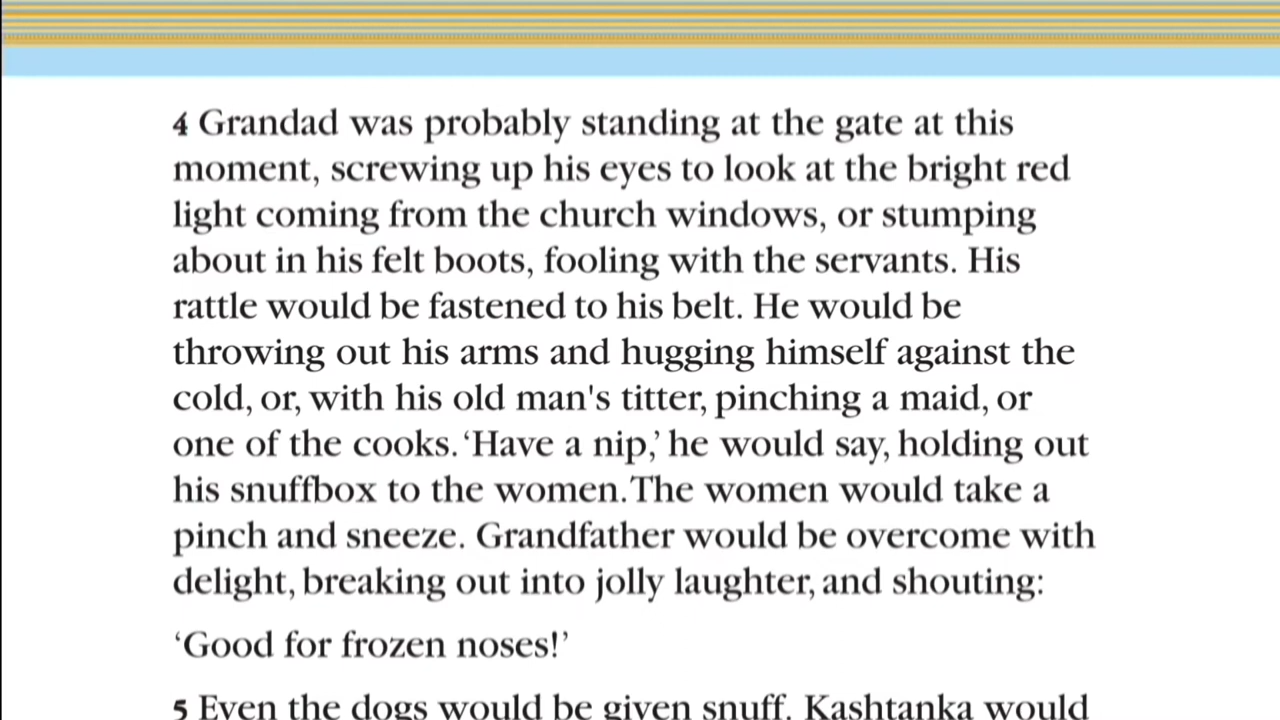 4 Grandad was probably standing at the gate at this
moment, screwing up his eyes to look at the bright red
light coming from the church windows, or stumping
about in his felt boots, fooling with the servants. His
rattle would be fastened to his belt. He would be
throwing out his arms and hugging himself against the
cold, or, with his old man's titter, pinching a maid, or
one of the cooks. ‘Have a nip,’ he would say, holding out
his snuffbox to the women. The women would take a
pinch and sneeze. Grandfather would be overcome with
delight, breaking out into jolly laughter, and shouting:
‘Good for frozen noses!’
5 Even the dogs would be given snuff. Kashtanka would